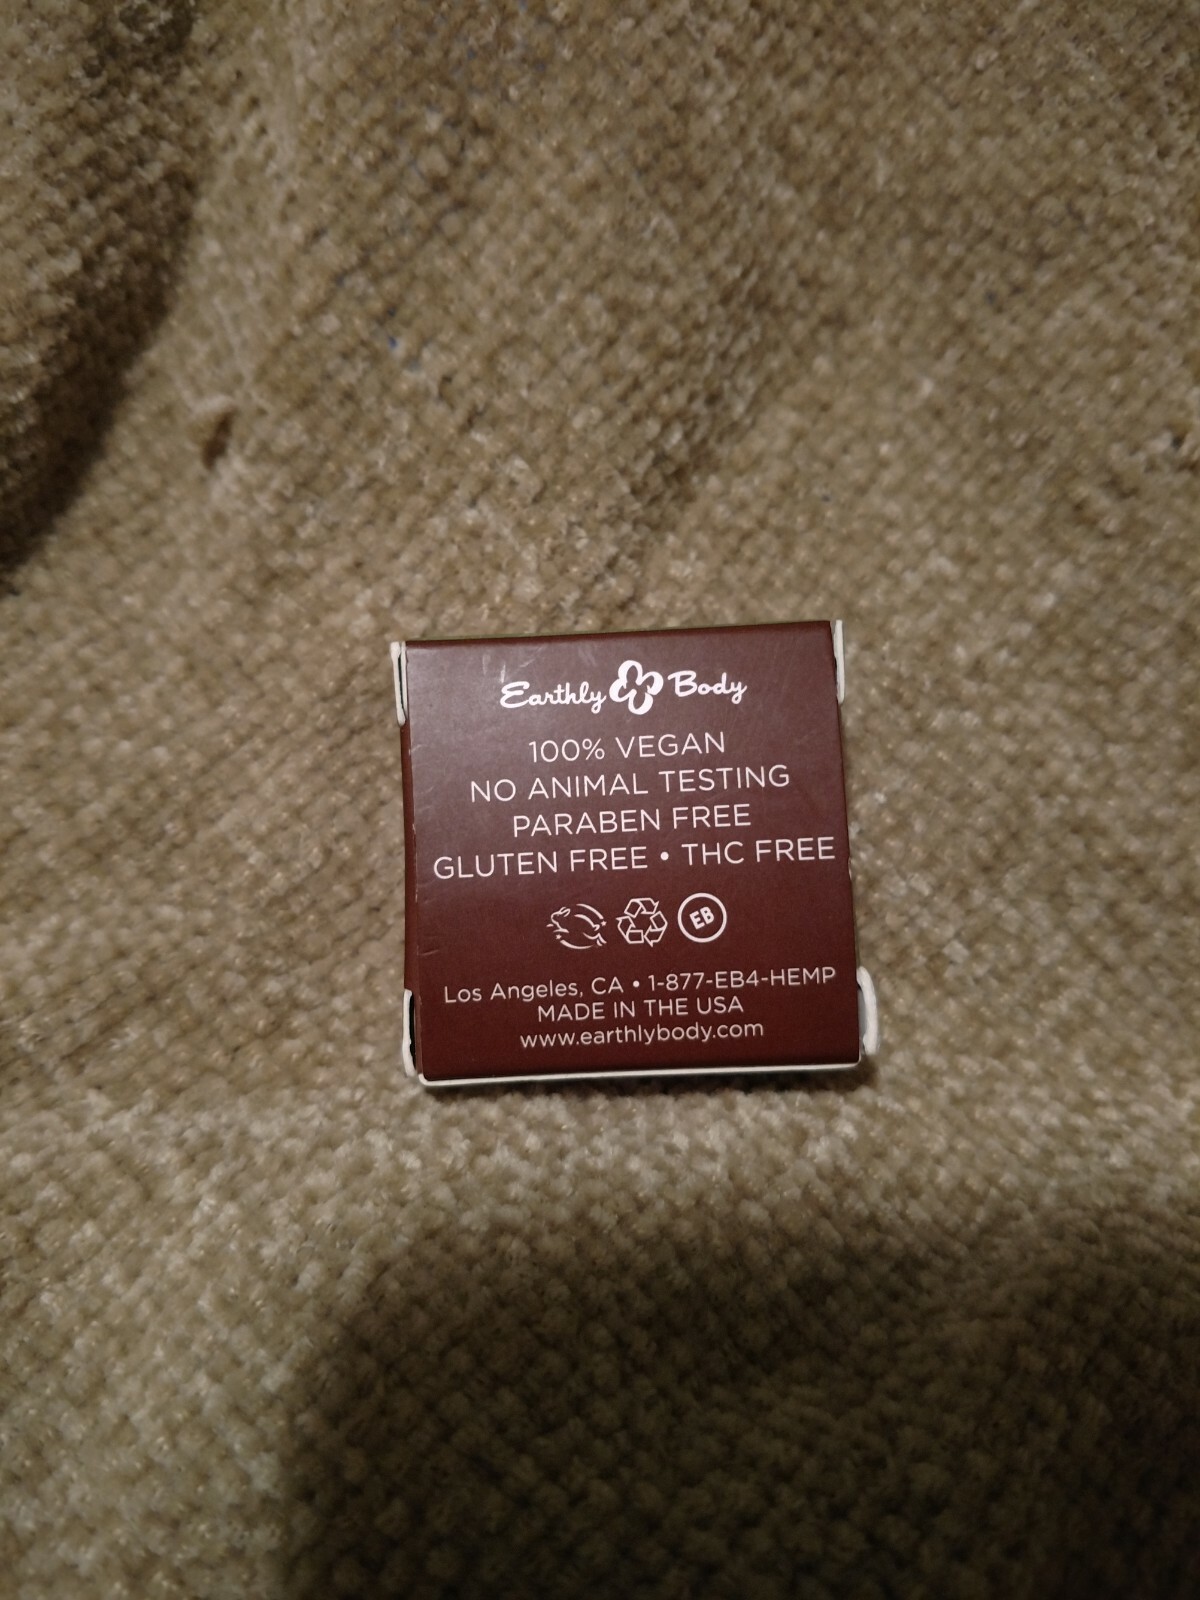 Earthly Body
100% VEGAN
NO ANIMAL TESTING
PARABEN FREE
GLUTEN FREE • THC FREE
EB
Los Angeles, CA • 1-877-EB4-HEMP
MADE IN THE USA
www.earthlybody.com